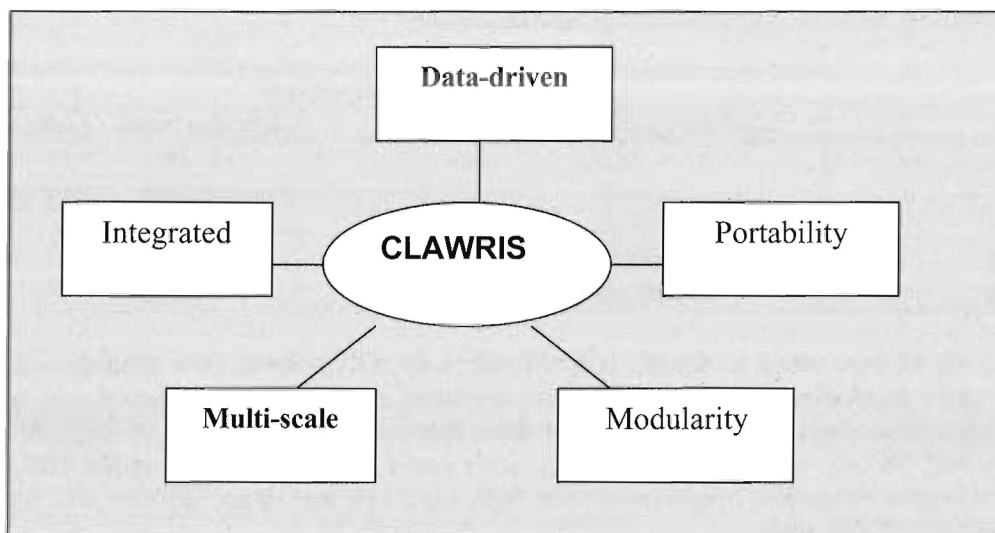 Data-driven
Integrated
CLAWRIS
Portability
Multi-scale
Modularity